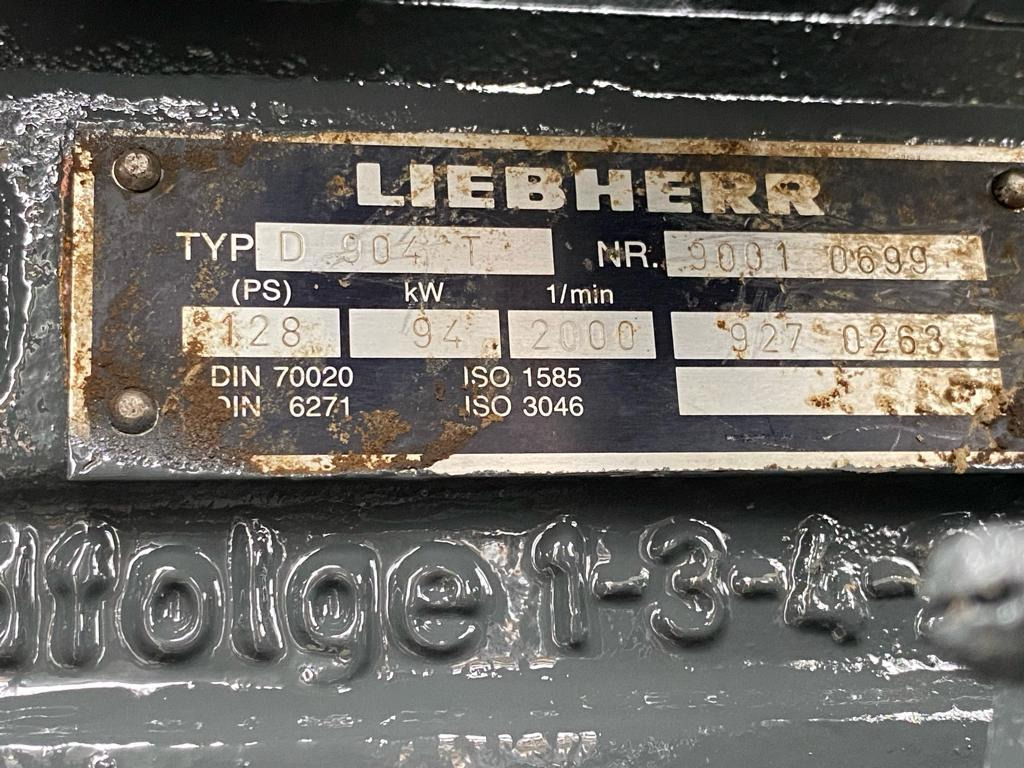 LIEBHERR
TYP D 904 T NR. 9001 0699
(PS) kW 1/min
128 94 2000 927 0263
DIN 70020 ISO 1585
DIN 6271 ISO 3046
dfolge 1-3-4-